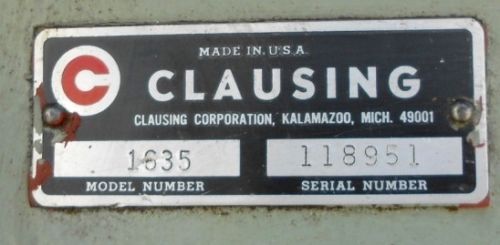 MADE IN U.S.A.
C CLAUSING
CLAUSING CORPORATION, KALAMAZOO, MICH. 49001
1635 118951
MODEL NUMBER SERIAL NUMBER